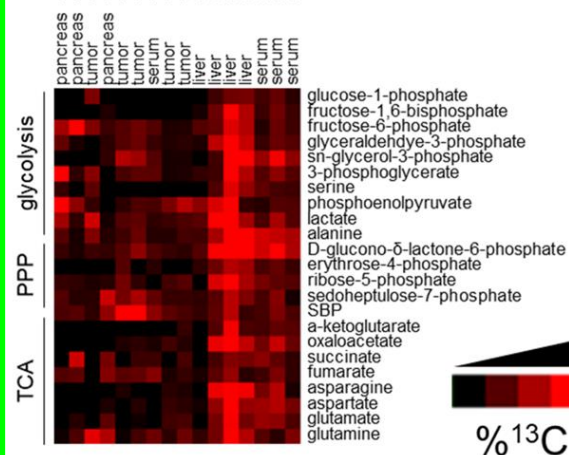 pancreas
pancreas
tumor
pancreas
tumor
tumor
serum
tumor
tumor
liver
liver
liver
liver
serum
serum
serum
glycolysis
glucose-1-phosphate
fructose-1,6-bisphosphate
fructose-6-phosphate
glyceraldehdye-3-phosphate
sn-glycerol-3-phosphate
3-phosphoglycerate
serine
phosphoenolpyruvate
lactate
alanine
PPP
D-glucono-δ-lactone-6-phosphate
erythrose-4-phosphate
ribose-5-phosphate
sedoheptulose-7-phosphate
SBP
TCA
a-ketoglutarate
oxaloacetate
succinate
fumarate
asparagine
aspartate
glutamate
glutamine
%¹³C